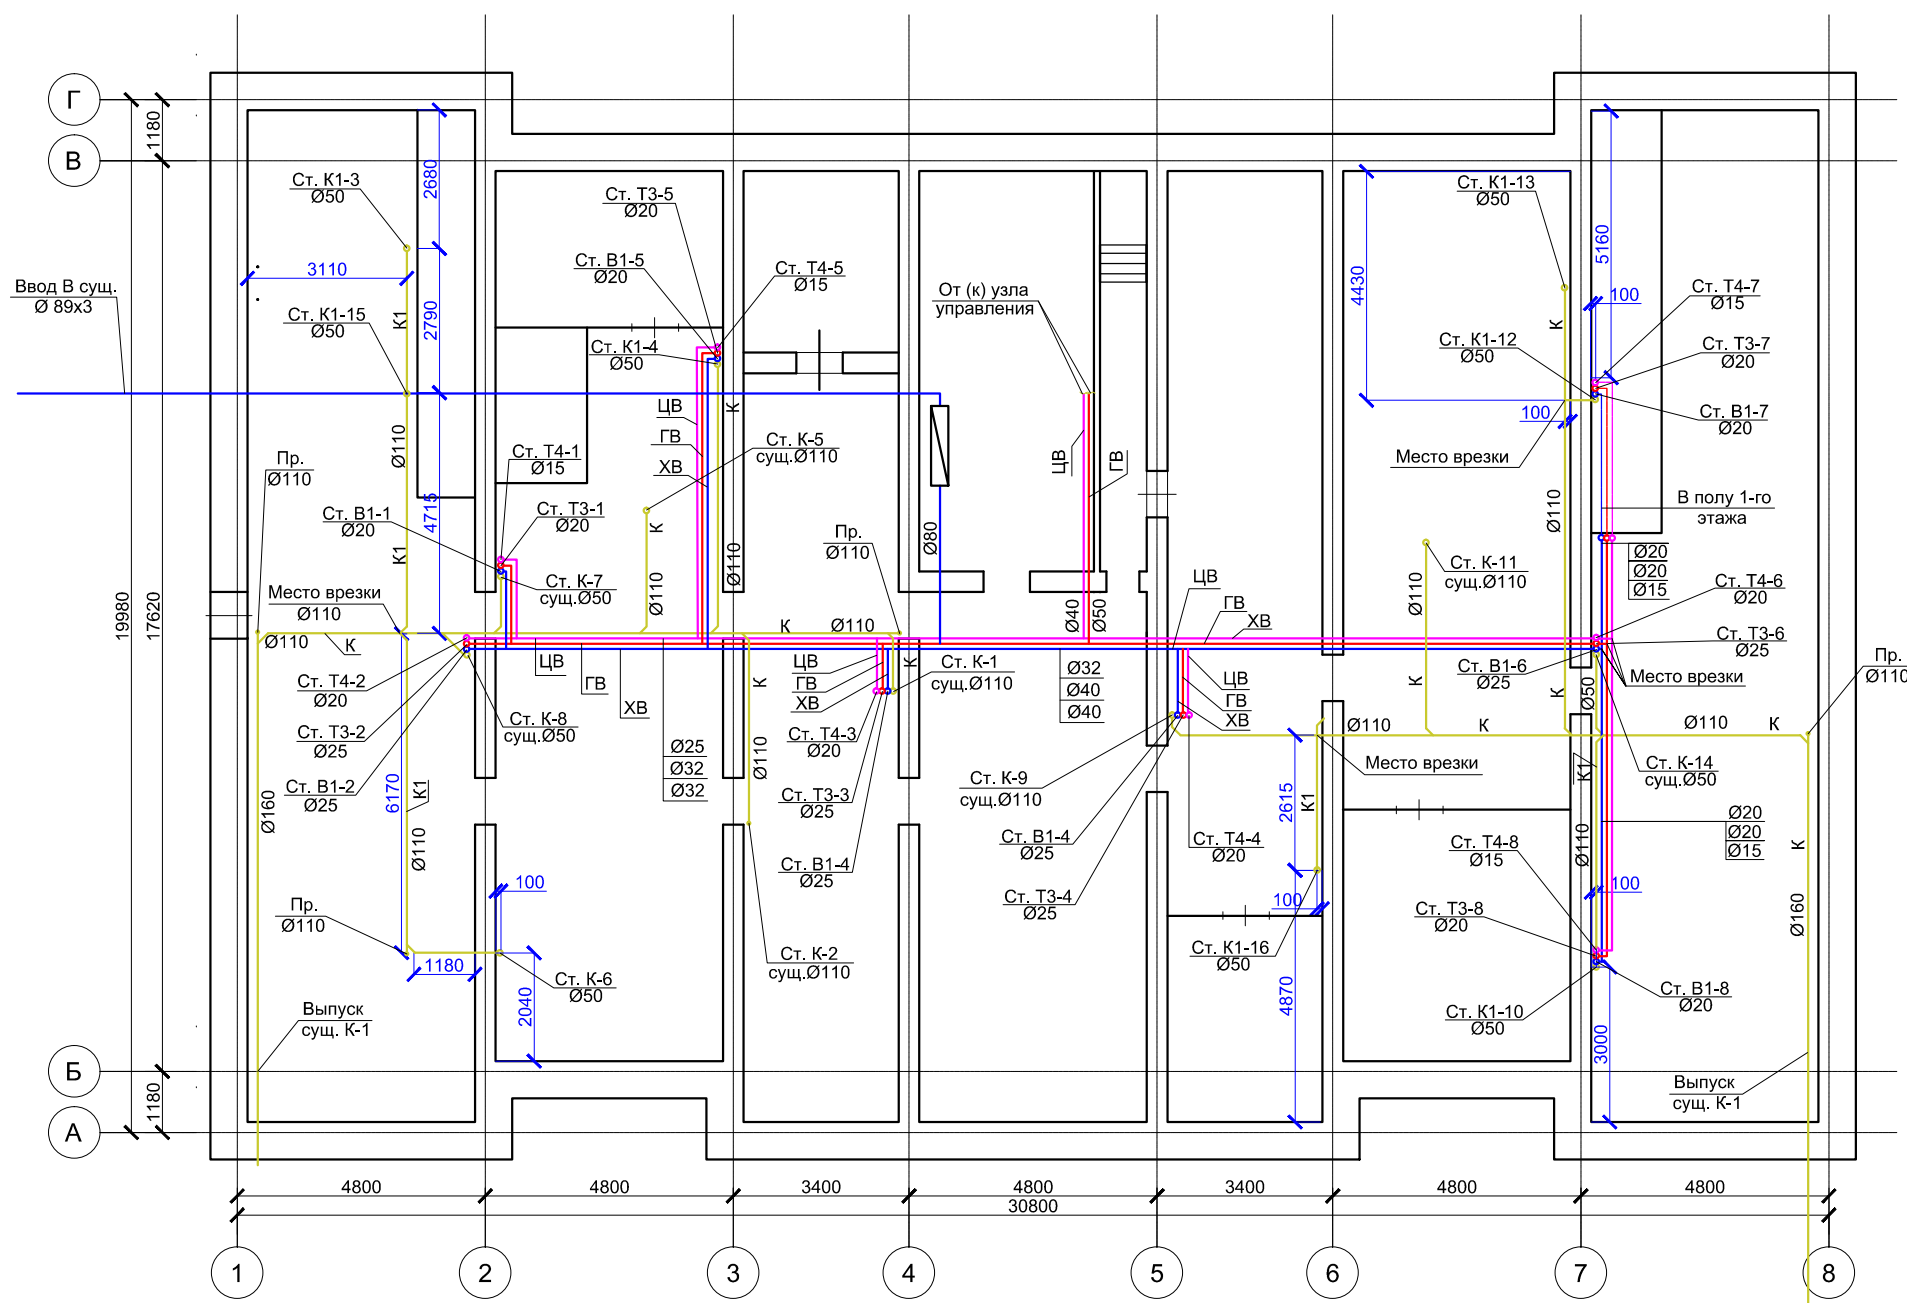 Г
В
Б
А
1180
19980
17620
1180
Ввод В сущ.
Ø 89x3
Ст. К1-3
Ø50
2680
3110
Ст. К1-15
Ø50
К1
2790
Ø110
4715
К1
Пр.
Ø110
Ст. Т3-5
Ø20
Ст. В1-5
Ø20
Ст. Т4-5
Ø15
Ст. К1-4
Ø50
ЦВ
ГВ
ХВ
К
Ст. К-5
сущ.Ø110
К
Ø110
Ø110
Ст. Т4-1
Ø15
Ст. Т3-1
Ø20
Ст. В1-1
Ø20
Ст. К-7
сущ.Ø50
Место врезки
Ø110
Ø110
К
Ст. Т4-2
Ø20
Ст. Т3-2
Ø25
Ст. В1-2
Ø25
Ст. К-8
сущ.Ø50
ЦВ
ГВ
ХВ
Ø25
Ø32
Ø32
6170
К1
Ø110
Ø160
Пр.
Ø110
1180
100
2040
Ст. К-6
Ø50
Выпуск
сущ. К-1
От (к) узла
управления
ЦВ
ГВ
Ø80
Пр.
Ø110
К
Ø110
Ø40
Ø50
ЦВ
ГВ
ХВ
К
Ст. К-1
сущ.Ø110
Ст. Т4-3
Ø20
Ст. Т3-3
Ø25
Ст. В1-4
Ø25
К
Ø110
Ст. К-2
сущ.Ø110
Ø32
Ø40
Ø40
ЦВ
ГВ
ХВ
ЦВ
ГВ
ХВ
Ст. К-9
сущ.Ø110
Ст. В1-4
Ø25
Ст. Т3-4
Ø25
Ст. Т4-4
Ø20
Ст. К1-16
Ø50
2615
К1
100
4870
Ø110
К
Место врезки
Ст. К1-13
Ø50
4430
К
Ст. К1-12
Ø50
100
Место врезки
Ø110
5160
100
Ст. Т4-7
Ø15
Ст. Т3-7
Ø20
Ст. В1-7
Ø20
В полу 1-го
этажа
Ø20
Ø20
Ø15
Ст. К-11
сущ.Ø110
Ø110
К
К
Ст. Т4-6
Ø20
Ст. Т3-6
Ø25
Ст. В1-6
Ø25
Место врезки
Ø50
Пр.
Ø110
Ø110
К
Ст. К-14
сущ.Ø50
К1
Ø110
Ø20
Ø20
Ø15
К
Ø160
Ст. Т4-8
Ø15
100
Ст. Т3-8
Ø20
Ст. В1-8
Ø20
Ст. К1-10
Ø50
3000
Выпуск
сущ. К-1
4800
4800
3400
4800
3400
4800
4800
30800
1
2
3
4
5
6
7
8